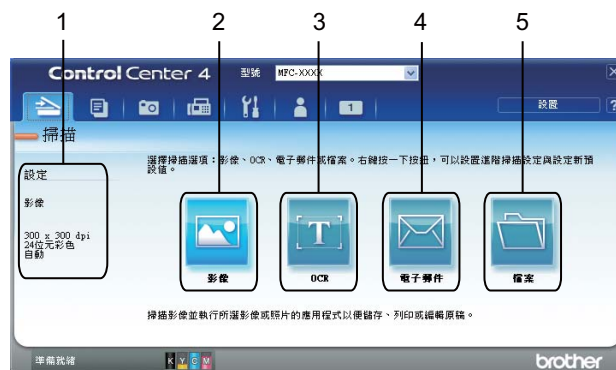 1 2 3 4 5
Control Center 4 型號 MFC-XXXX
1 設置 ?
掃描
選擇掃描選項：影像、OCR、電子郵件或檔案。右鍵按一下按鈕，可以設置進階掃描設定與設定新預
設值。
設定
影像
300 x 300 dpi
24位元彩色
自動
T
影像 OCR 電子郵件 檔案
掃描影像並執行所選影像或照片的應用程式以便儲存、列印或編輯原稿。
準備就緒 K Y C M brother